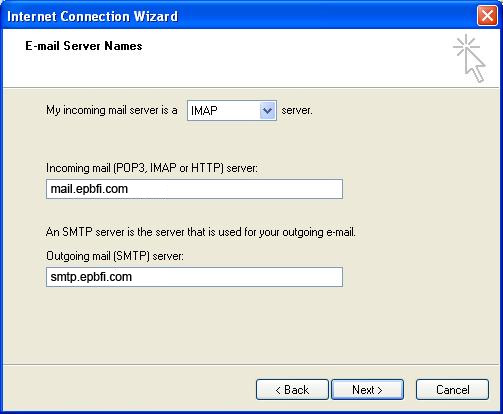 Internet Connection Wizard
E-mail Server Names
My incoming mail server is a IMAP server.
Incoming mail (POP3, IMAP or HTTP) server:
mail.epbfi.com
An SMTP server is the server that is used for your outgoing e-mail.
Outgoing mail (SMTP) server:
smtp.epbfi.com
< Back Next > Cancel